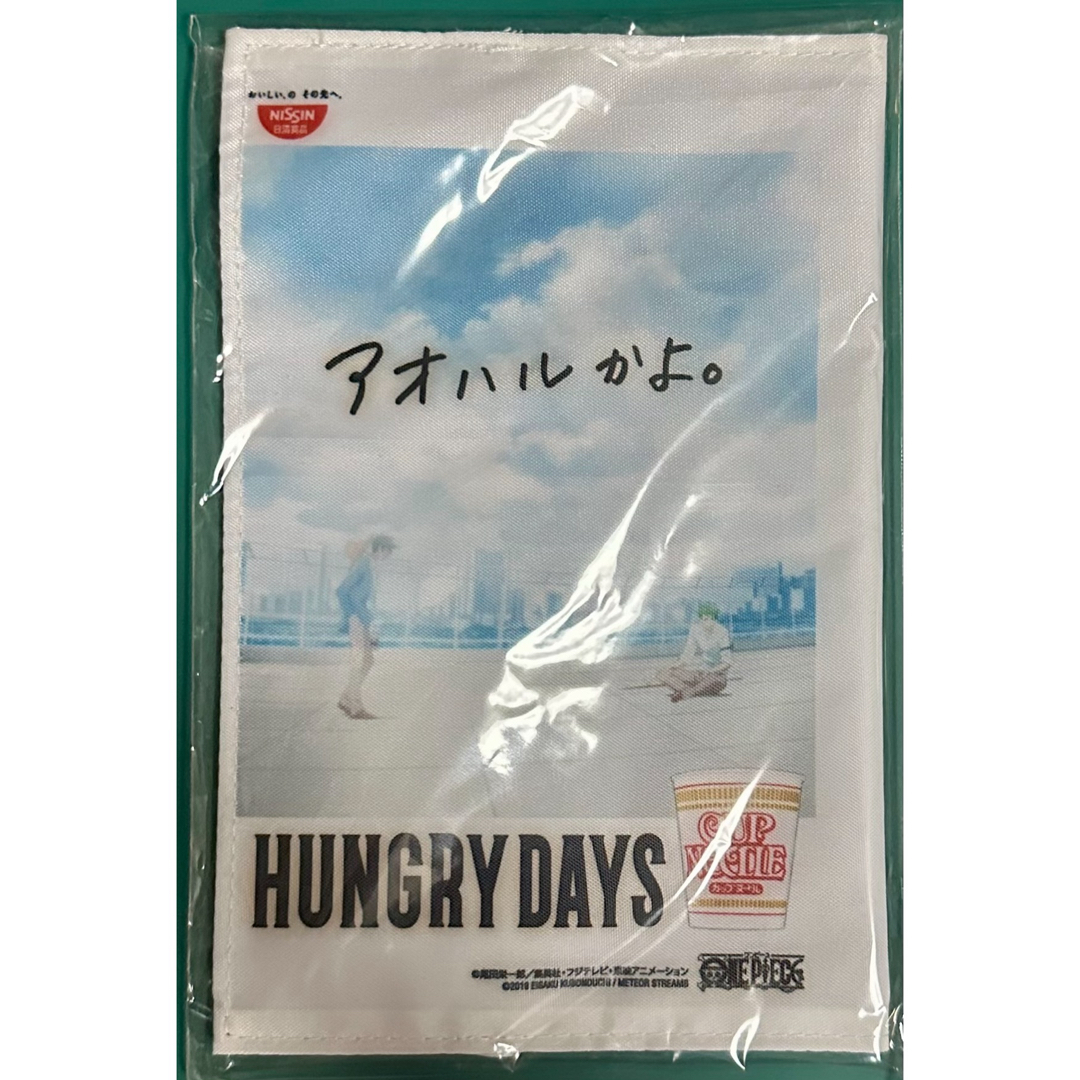 おいしい、の その先へ。
NISSIN
日清食品
アオハルかよ。
HUNGRY DAYS
CUP
NOODLE
カップヌードル
©尾田栄一郎／集英社・フジテレビ・東映アニメーション
©2019 EISAKU KUBONOUCHI / METEOR STREAMS
ONE PIECE